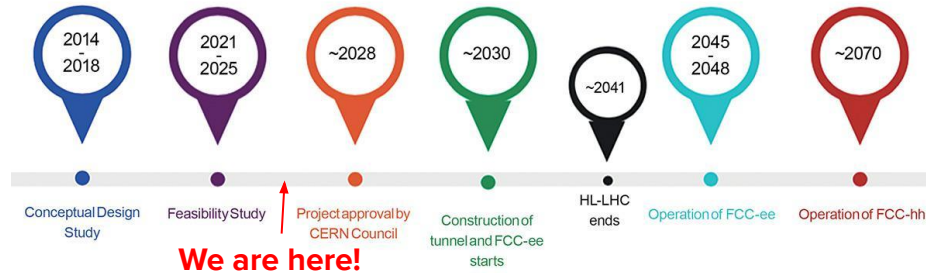 2014
-
2018
2021
-
2025
~2028
~2030
~2041
2045
-
2048
~2070
Conceptual Design
Study
Feasibility Study
Project approval by
CERN Council
Construction of
tunnel and FCC-ee
starts
HL-LHC
ends
Operation of FCC-ee
Operation of FCC-hh
We are here!